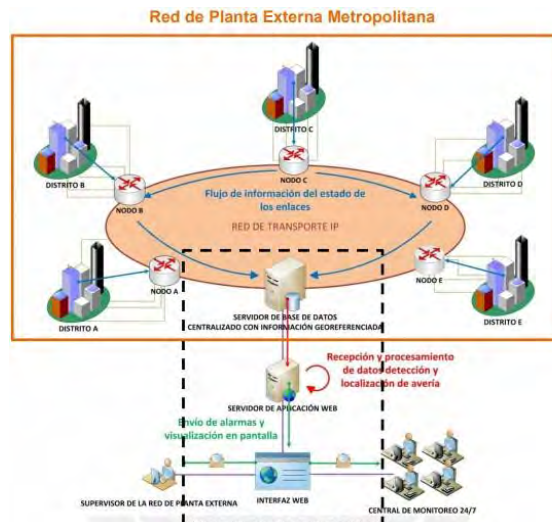 Red de Planta Externa Metropolitana
DISTRITO C
DISTRITO B
DISTRITO D
NODO C
NODO B
Flujo de información del estado de
los enlaces
NODO D
RED DE TRANSPORTE IP
NODO A
NODO E
DISTRITO A
SERVIDOR DE BASE DE DATOS
CENTRALIZADO CON INFORMACIÓN GEOREFERENCIADA
DISTRITO E
Recepción y procesamiento
de datos detección y
localización de avería
SERVIDOR DE APLICACIÓN WEB
Envío de alarmas y
visualización en pantalla
SUPERVISOR DE LA RED DE PLANTA EXTERNA
INTERFAZ WEB
CENTRAL DE MONITOREO 24/7